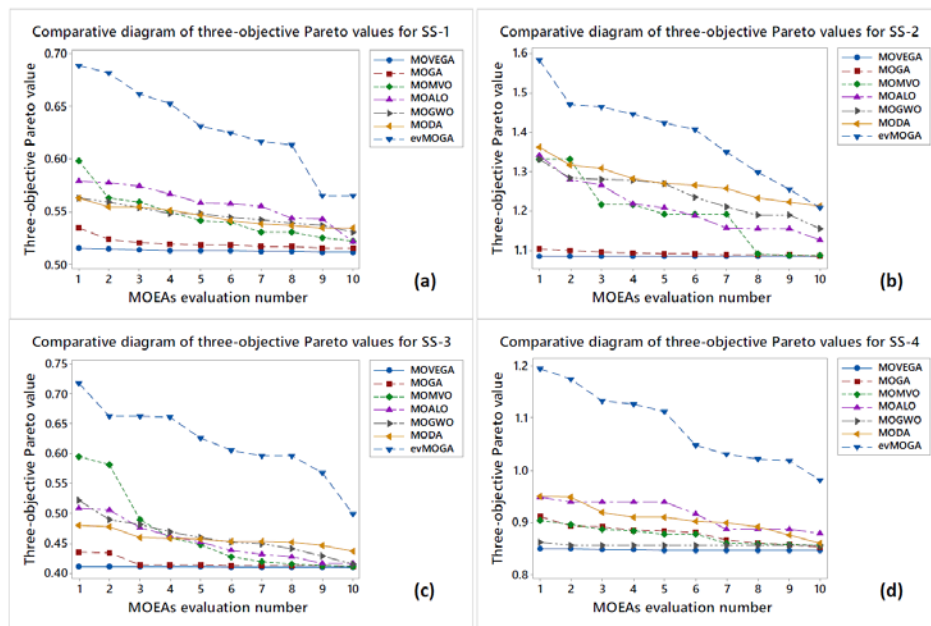 Comparative diagram of three-objective Pareto values for SS-1
Three-objective Pareto value
0.70
0.65
0.60
0.55
0.50
1 2 3 4 5 6 7 8 9 10
MOEAs evaluation number
(a)
MOVEGA
MOGA
MOMVO
MOALO
MOGWO
MODA
evMOGA
Comparative diagram of three-objective Pareto values for SS-2
Three-objective Pareto value
1.6
1.5
1.4
1.3
1.2
1.1
1 2 3 4 5 6 7 8 9 10
MOEAs evaluation number
(b)
MOVEGA
MOGA
MOMVO
MOALO
MOGWO
MODA
evMOGA
Comparative diagram of three-objective Pareto values for SS-3
Three-objective Pareto value
0.75
0.70
0.65
0.60
0.55
0.50
0.45
0.40
1 2 3 4 5 6 7 8 9 10
MOEAs evaluation number
(c)
MOVEGA
MOGA
MOMVO
MOALO
MOGWO
MODA
evMOGA
Comparative diagram of three-objective Pareto values for SS-4
Three-objective Pareto value
1.2
1.1
1.0
0.9
0.8
1 2 3 4 5 6 7 8 9 10
MOEAs evaluation number
(d)
MOVEGA
MOGA
MOMVO
MOALO
MOGWO
MODA
evMOGA